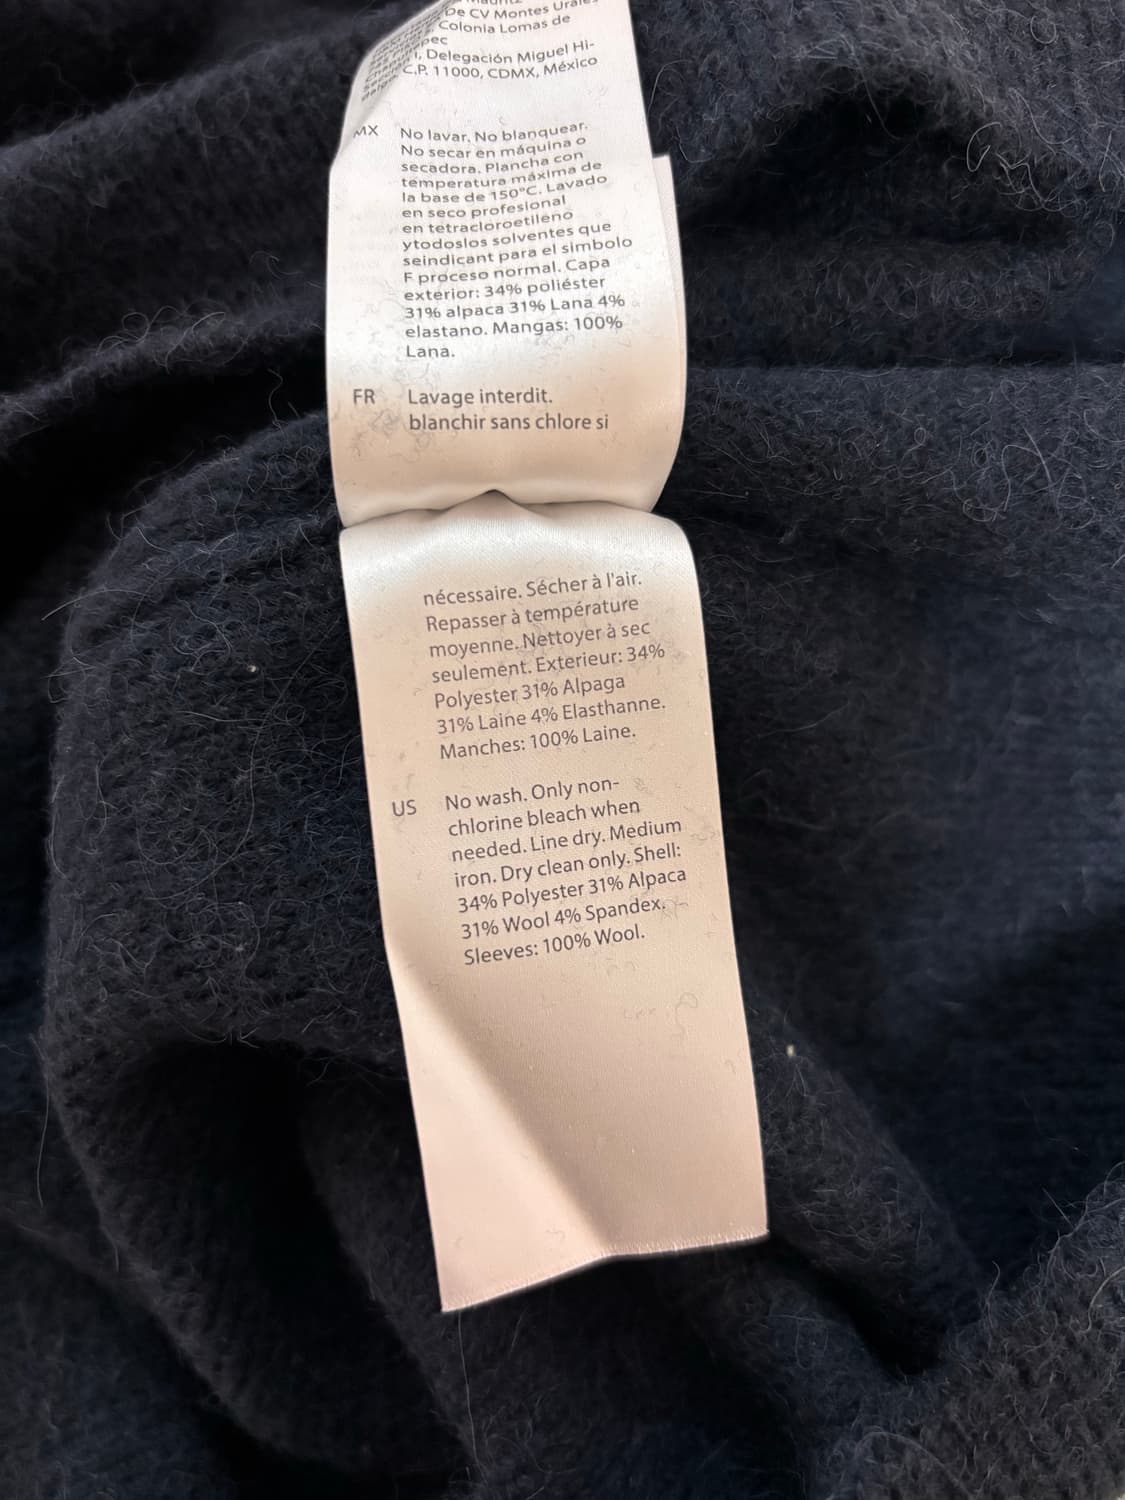 De CV Montes Urales
Colonia Lomas de
Delegación Miguel Hi-
C.P. 11000, CDMX, México
MX No lavar. No blanquear.
No secar en máquina o
secadora. Plancha con
temperatura máxima de
la base de 150°C. Lavado
en seco profesional
en tetracloroetileno
ytodoslos solventes que
seindicant para el simbolo
F proceso normal. Capa
exterior: 34% poliéster
31% alpaca 31% Lana 4%
elastano. Mangas: 100%
Lana.
FR Lavage interdit.
blanchir sans chlore si
nécessaire. Sécher à l'air.
Repasser à température
moyenne. Nettoyer à sec
seulement. Exterieur: 34%
Polyester 31% Alpaga
31% Laine 4% Elasthanne.
Manches: 100% Laine.
US No wash. Only non-
chlorine bleach when
needed. Line dry. Medium
iron. Dry clean only. Shell:
34% Polyester 31% Alpaca
31% Wool 4% Spandex.
Sleeves: 100% Wool.